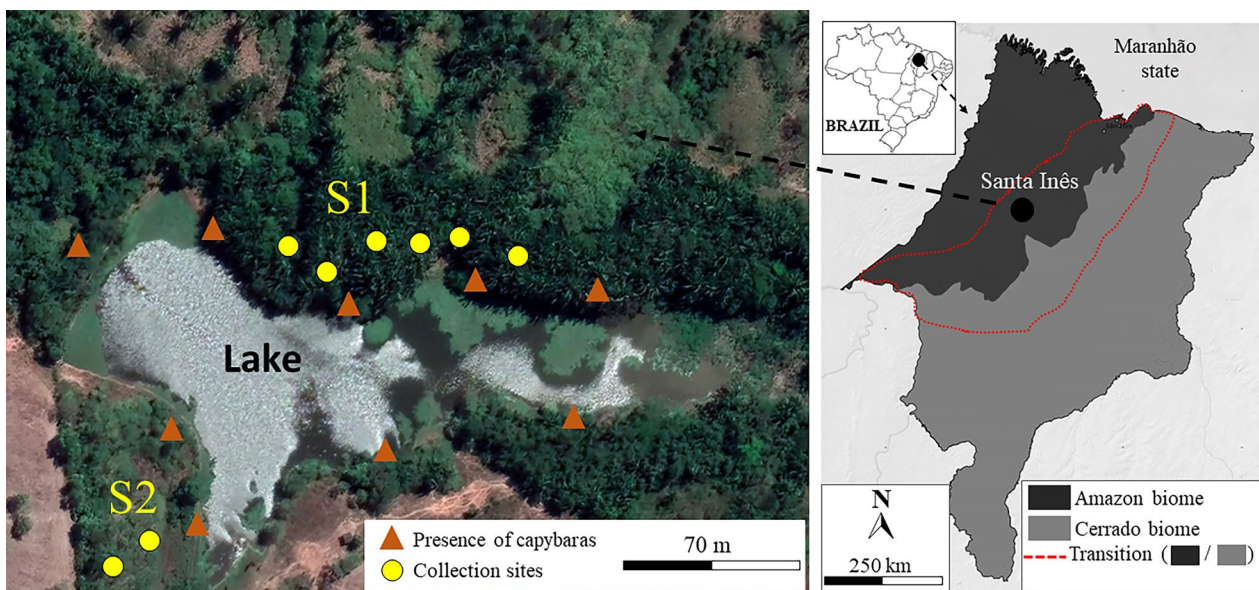 S1
Lake
S2
Presence of capybaras
Collection sites
70 m
BRAZIL
Maranhão
state
Santa Inês
N
250 km
Amazon biome
Cerrado biome
Transition ( / )